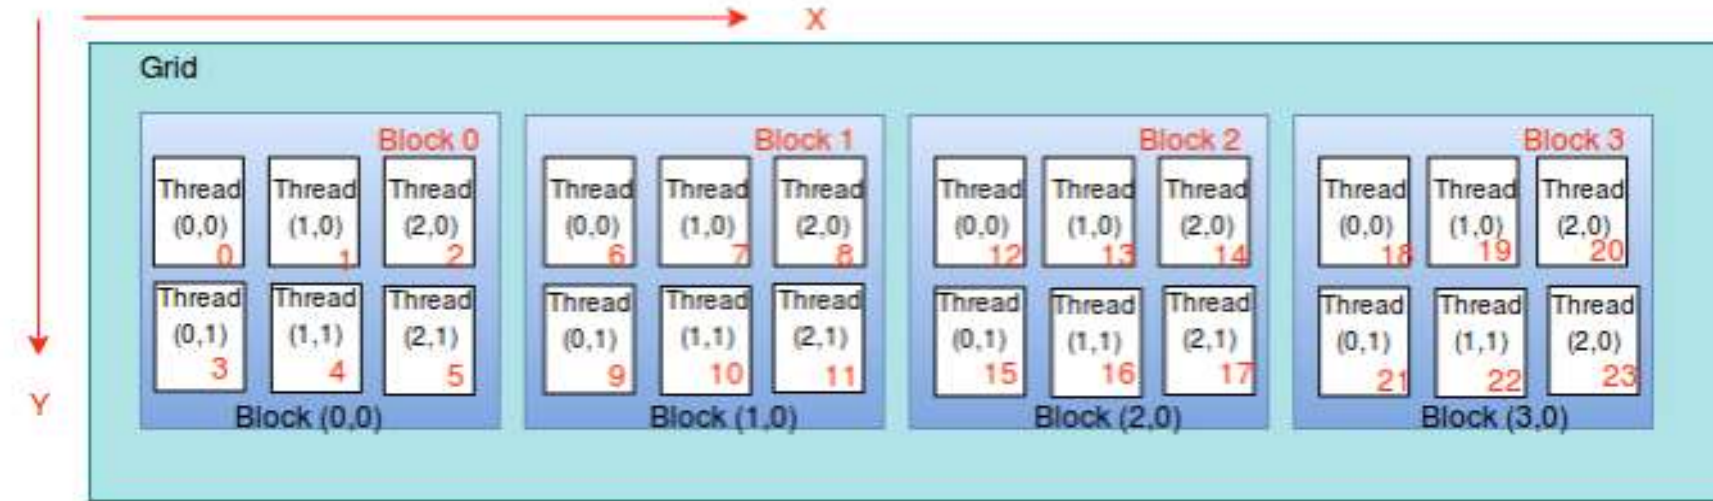 X
Grid
Block 0 Block 1 Block 2 Block 3
Thread Thread Thread Thread Thread Thread Thread Thread Thread Thread Thread Thread
(0,0) (1,0) (2,0) (0,0) (1,0) (2,0) (0,0) (1,0) (2,0) (0,0) (1,0) (2,0)
0 1 2 6 7 8 12 13 14 18 19 20
Thread Thread Thread Thread Thread Thread Thread Thread Thread Thread Thread Thread
(0,1) (1,1) (2,1) (0,1) (1,1) (2,1) (0,1) (1,1) (2,1) (0,1) (1,1) (2,0)
3 4 5 9 10 11 15 16 17 21 22 23
Y
Block (0,0) Block (1,0) Block (2,0) Block (3,0)